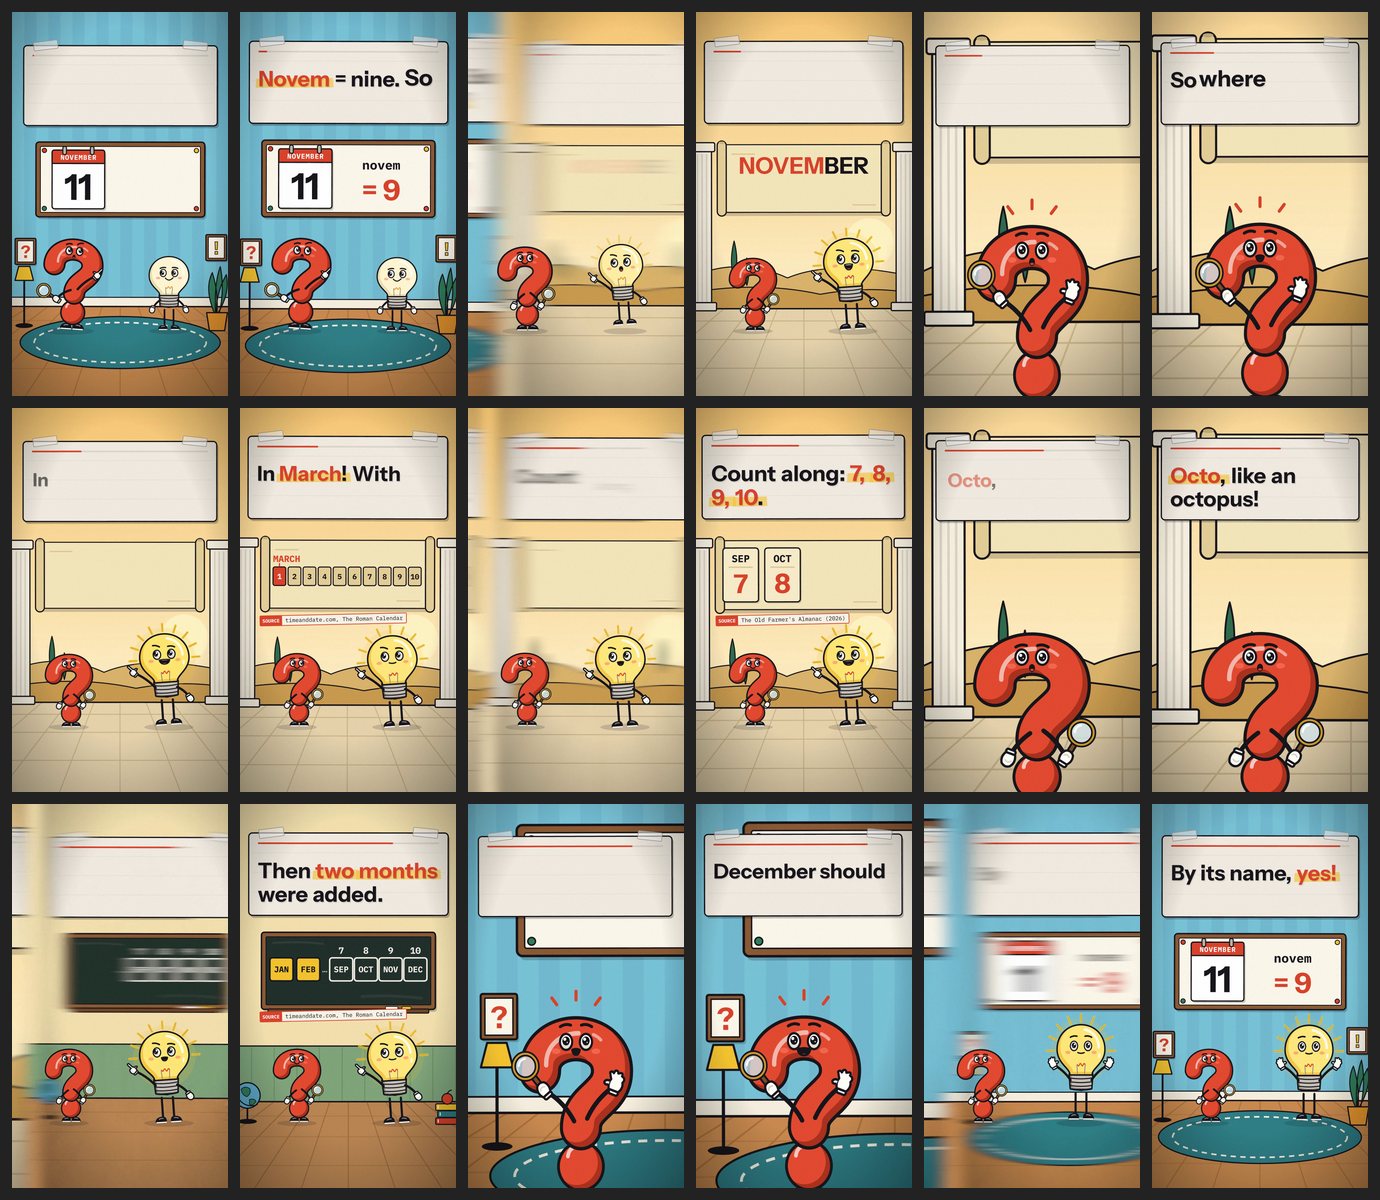 NOVEMBER
11
?
!
Novem = nine. So
NOVEMBER
11
novem
= 9
?
!
NOVEMBER
So where
In
In March! With
MARCH
1 2 3 4 5 6 7 8 9 10
SOURCE timeanddate.com, The Roman Calendar
Count along: 7, 8,
9, 10.
SEP
7
OCT
8
SOURCE The Old Farmer's Almanac (2026)
Octo,
Octo, like an
octopus!
Then two months
were added.
7 8 9 10
JAN FEB ... SEP OCT NOV DEC
SOURCE timeanddate.com, The Roman Calendar
?
December should
?
By its name, yes!
NOVEMBER
11
novem
= 9
?
!